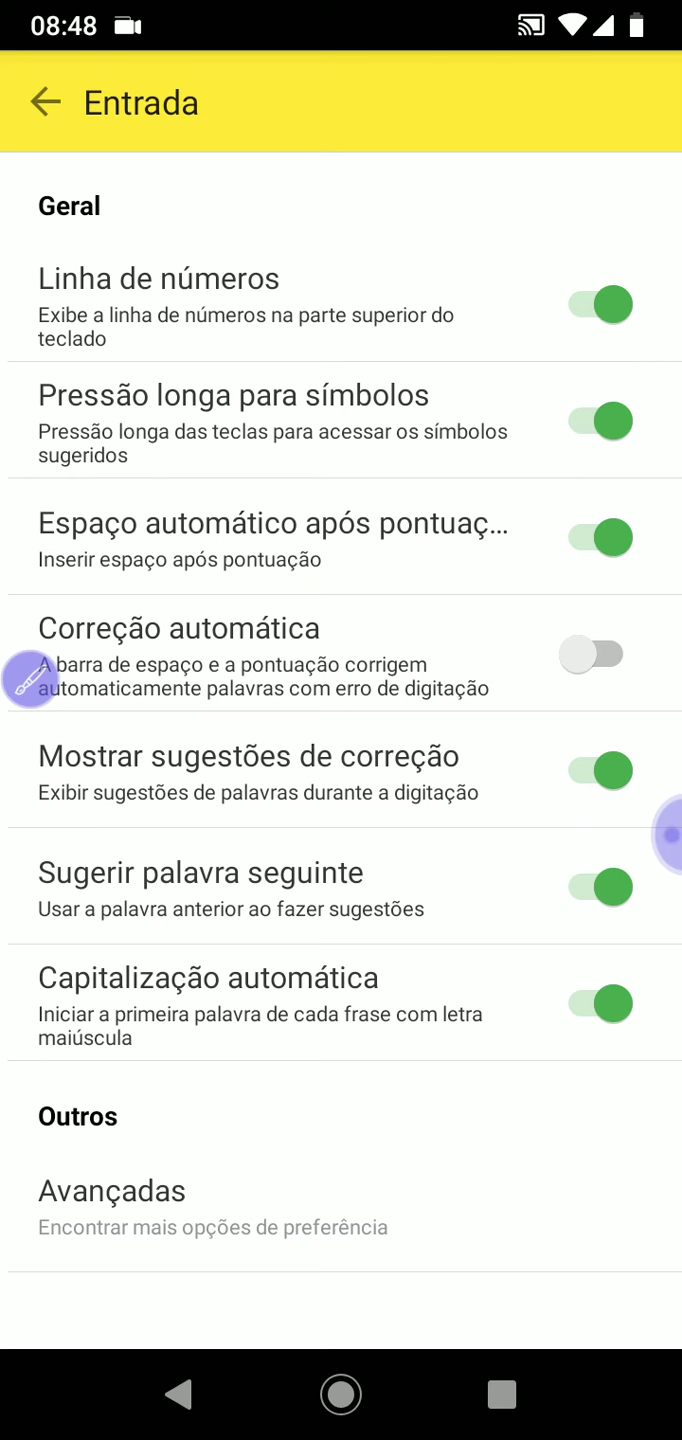 08:48
Entrada
Geral
Linha de números
Exibe a linha de números na parte superior do
teclado
Pressão longa para símbolos
Pressão longa das teclas para acessar os símbolos
sugeridos
Espaço automático após pontuaç...
Inserir espaço após pontuação
Correção automática
A barra de espaço e a pontuação corrigem
automaticamente palavras com erro de digitação
Mostrar sugestões de correção
Exibir sugestões de palavras durante a digitação
Sugerir palavra seguinte
Usar a palavra anterior ao fazer sugestões
Capitalização automática
Iniciar a primeira palavra de cada frase com letra
maiúscula
Outros
Avançadas
Encontrar mais opções de preferência